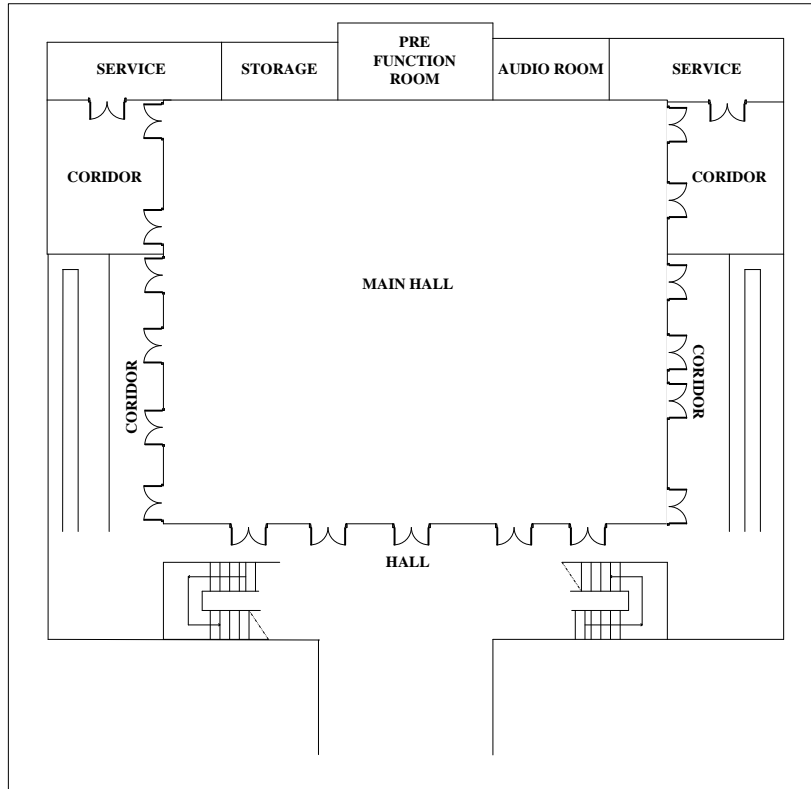 SERVICE
STORAGE
PRE
FUNCTION
ROOM
AUDIO ROOM
SERVICE
CORIDOR
CORIDOR
MAIN HALL
CORIDOR
CORIDOR
HALL